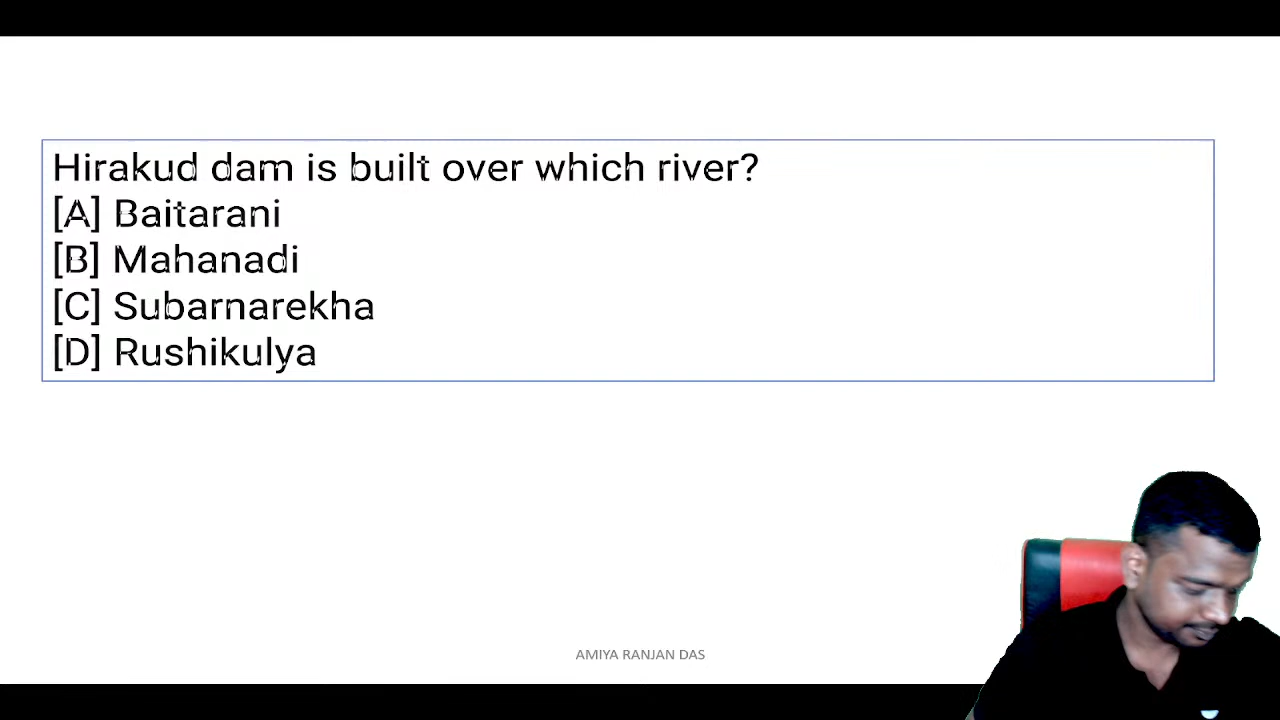 Hirakud dam is built over which river?
[A] Baitarani
[B] Mahanadi
[C] Subarnarekha
[D] Rushikulya
AMIYA RANJAN DAS